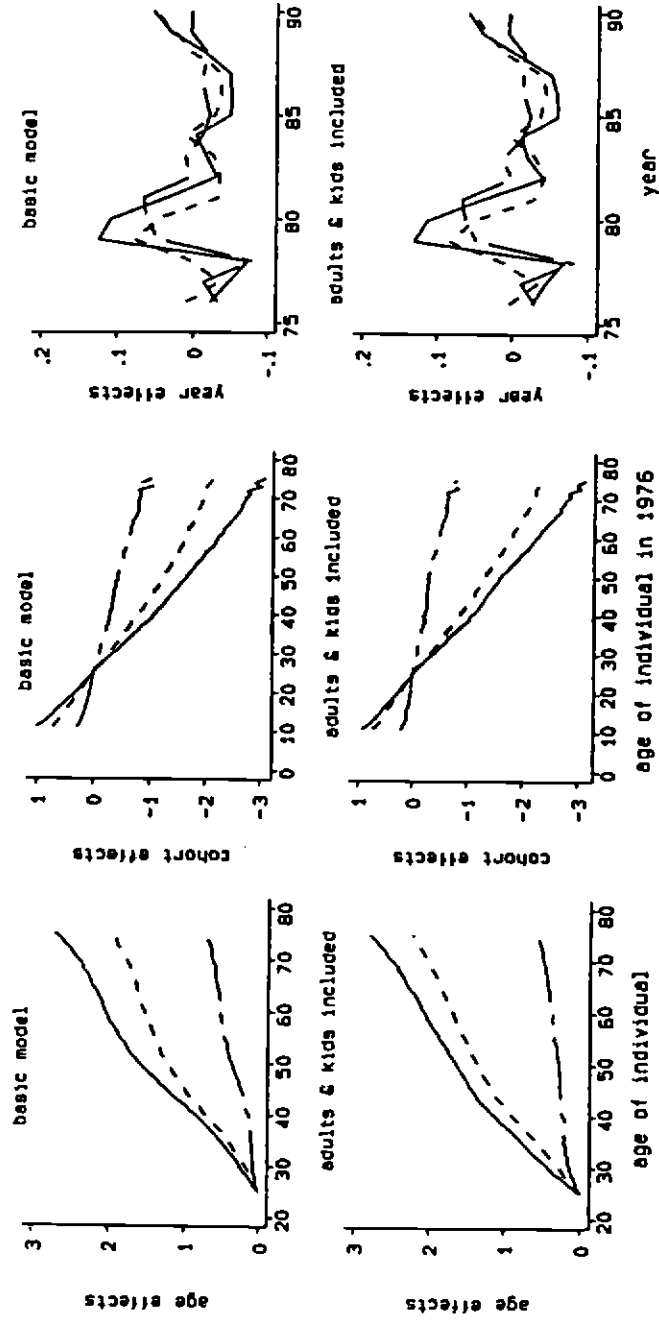 basic model
age effects
3
2
1
0
20 30 40 50 60 70 80
basic model
cohort effects
1
0
-1
-2
-3
0 10 20 30 40 50 60 70 80
basic model
year effects
.2
.1
0
-.1
75 80 85 90
adults & kids included
age effects
3
2
1
0
20 30 40 50 60 70 80
age of individual
adults & kids included
cohort effects
1
0
-1
-2
-3
0 10 20 30 40 50 60 70 80
age of individual in 1976
adults & kids included
year effects
.2
.1
0
-.1
75 80 85 90
year